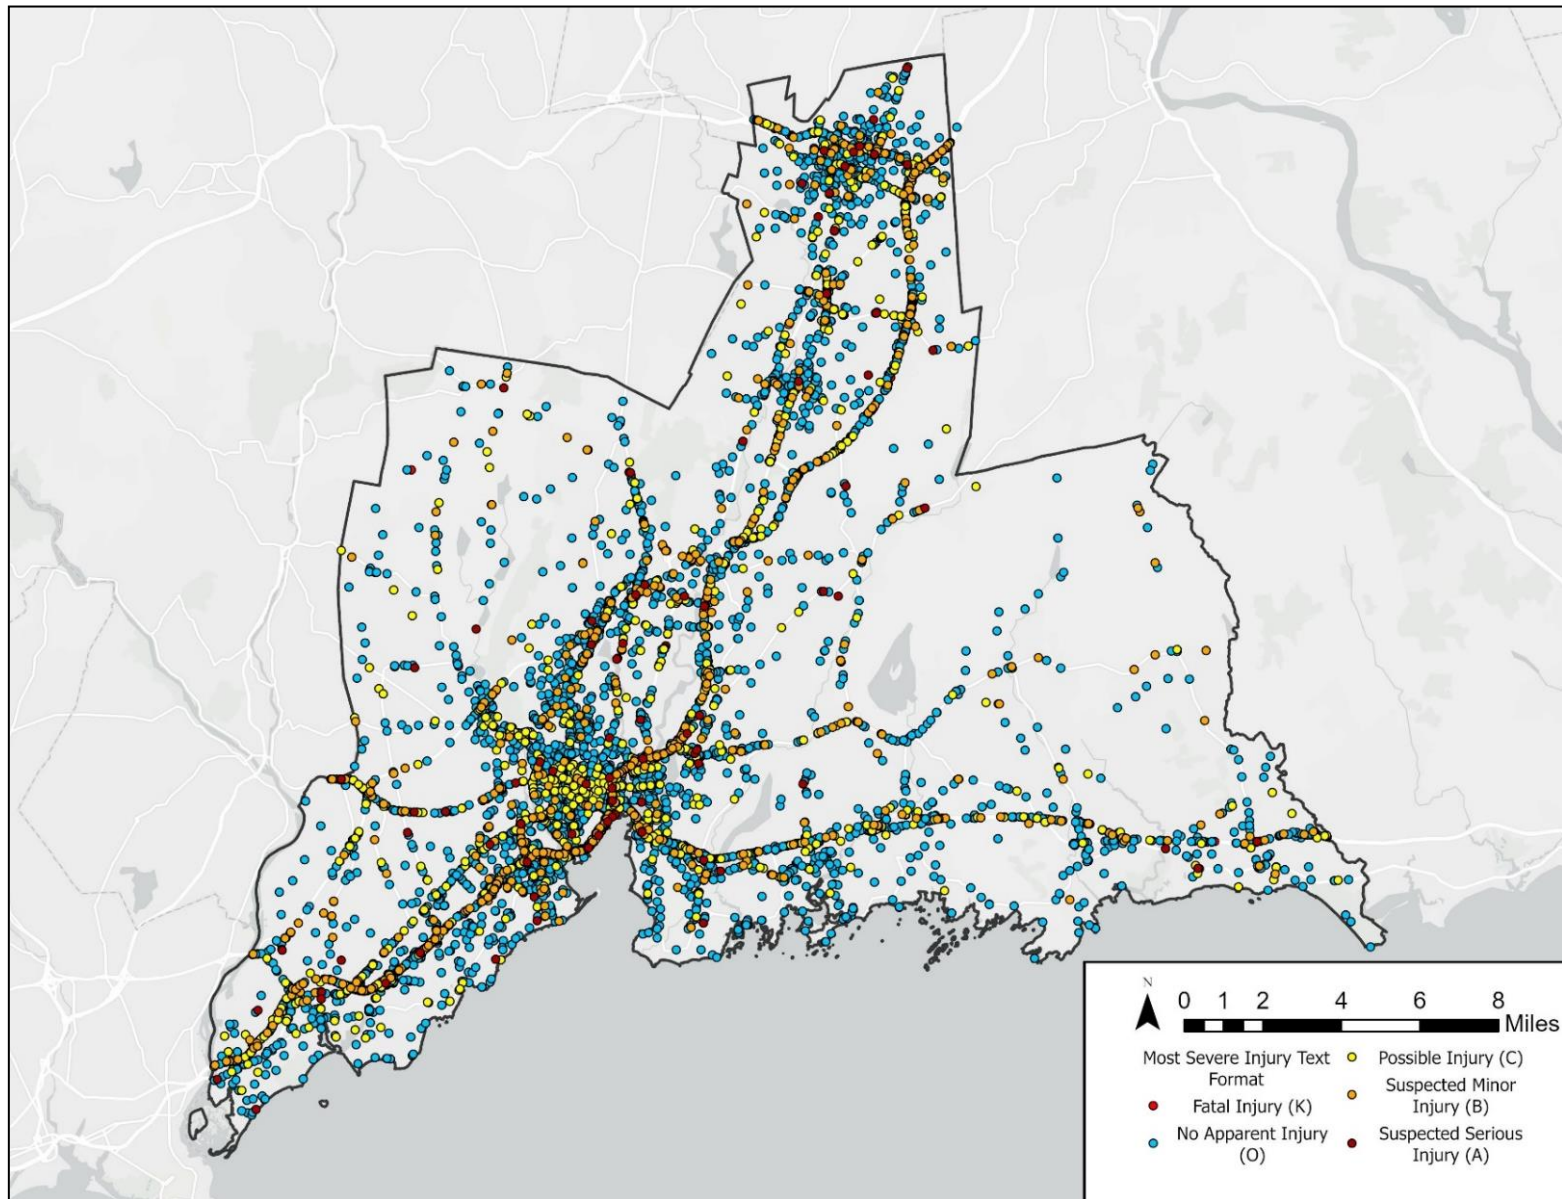 N
0 1 2 4 6 8
Miles
Most Severe Injury Text
Format
Fatal Injury (K)
No Apparent Injury
(O)
Possible Injury (C)
Suspected Minor
Injury (B)
Suspected Serious
Injury (A)